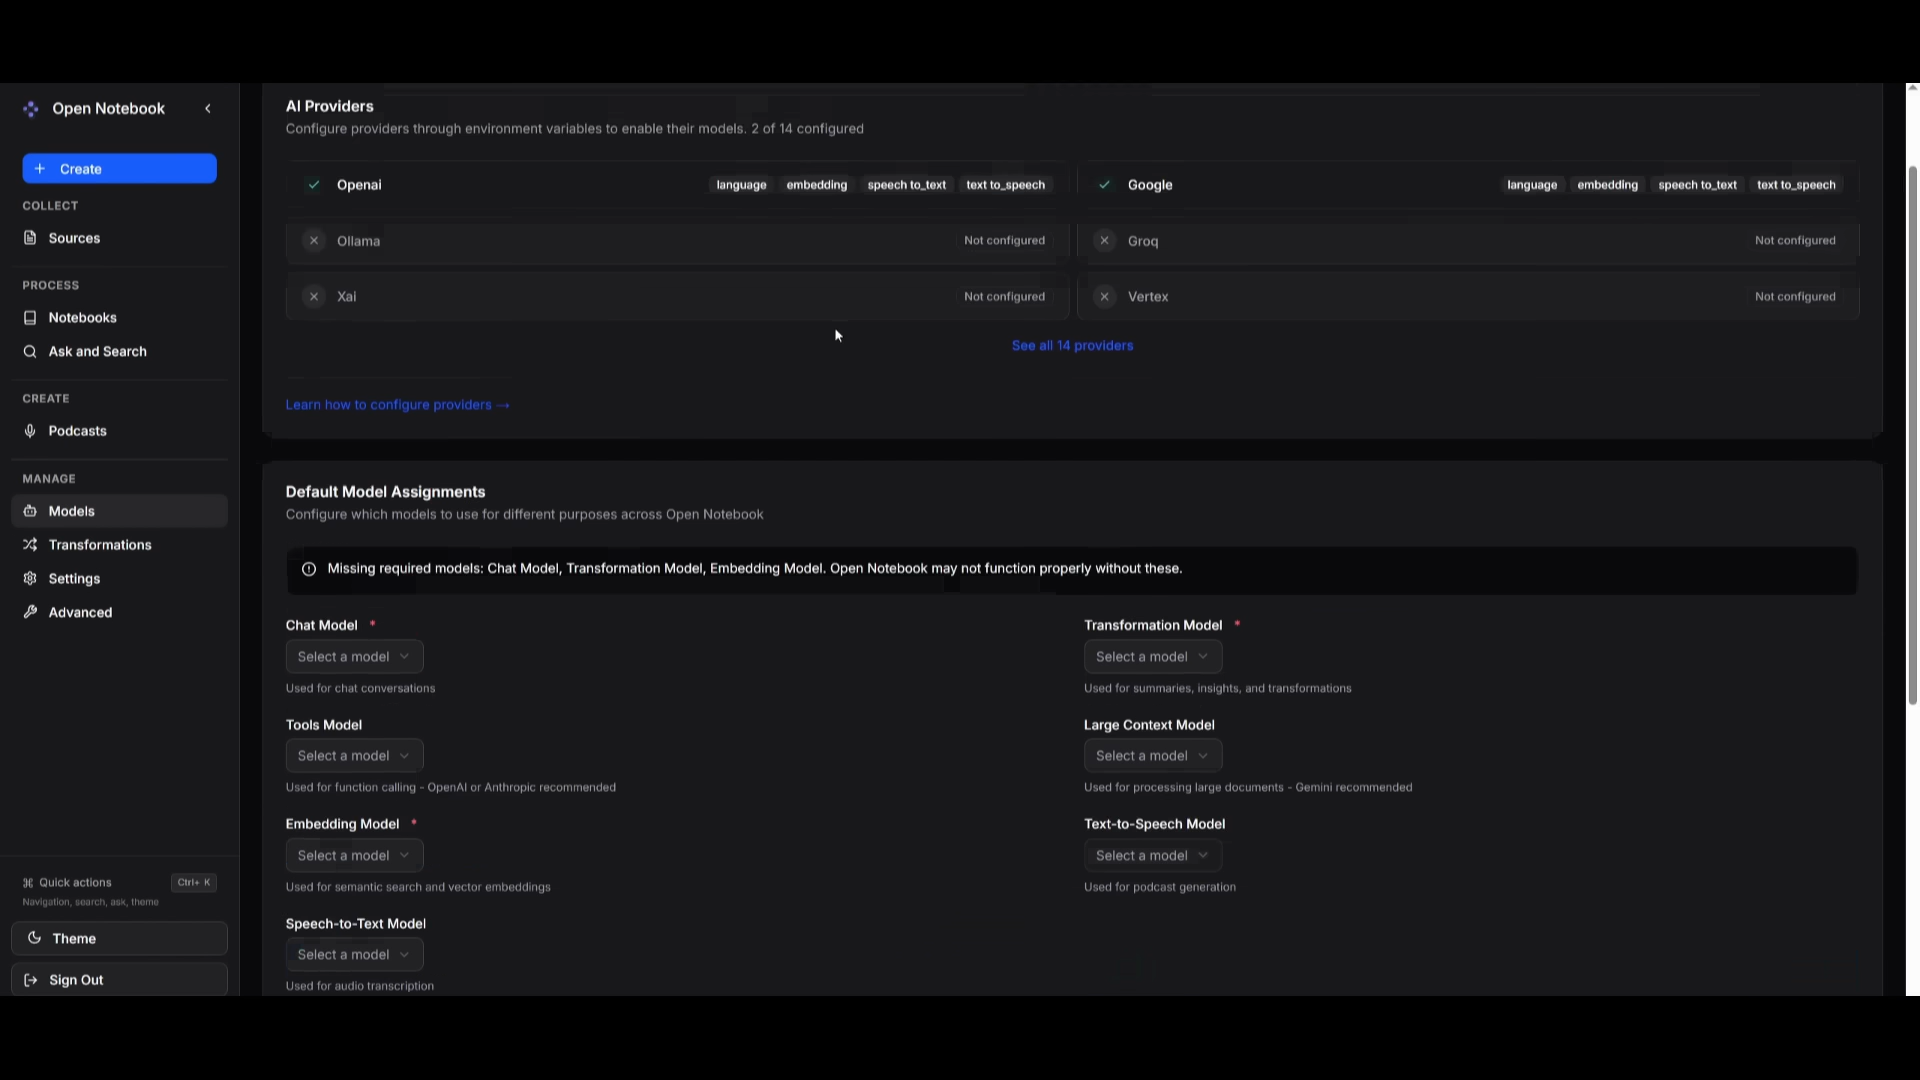 Open Notebook
Create
COLLECT
Sources
PROCESS
Notebooks
Ask and Search
CREATE
Podcasts
MANAGE
Models
Transformations
Settings
Advanced
⌘ Quick actions Ctrl+ K
Navigation, search, ask, theme
Theme
Sign Out
AI Providers
Configure providers through environment variables to enable their models. 2 of 14 configured
Openai language embedding speech to_text text to_speech
Google language embedding speech to_text text to_speech
Ollama Not configured
Groq Not configured
Xai Not configured
Vertex Not configured
See all 14 providers
Learn how to configure providers →
Default Model Assignments
Configure which models to use for different purposes across Open Notebook
Missing required models: Chat Model, Transformation Model, Embedding Model. Open Notebook may not function properly without these.
Chat Model *
Select a model
Used for chat conversations
Transformation Model *
Select a model
Used for summaries, insights, and transformations
Tools Model
Select a model
Used for function calling - OpenAI or Anthropic recommended
Large Context Model
Select a model
Used for processing large documents - Gemini recommended
Embedding Model *
Select a model
Used for semantic search and vector embeddings
Text-to-Speech Model
Select a model
Used for podcast generation
Speech-to-Text Model
Select a model
Used for audio transcription